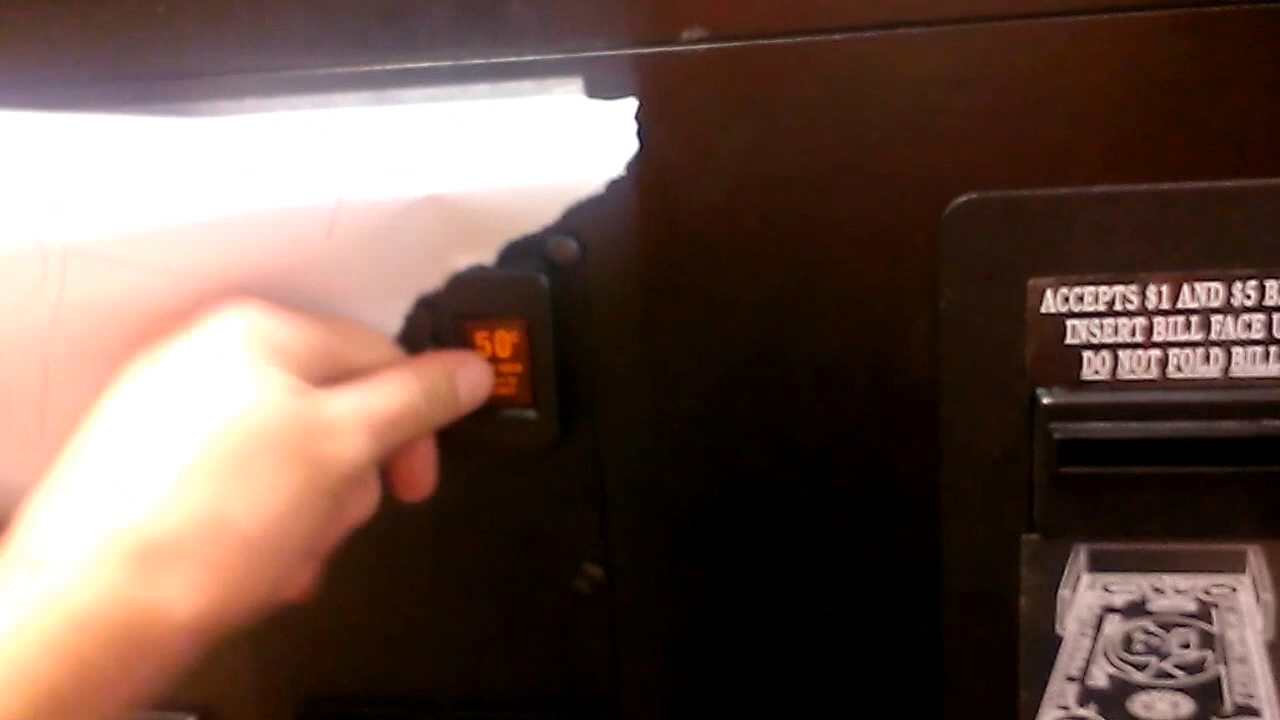 50¢
ACCEPTS $1 AND $5
INSERT BILL FACE
DO NOT FOLD BILL